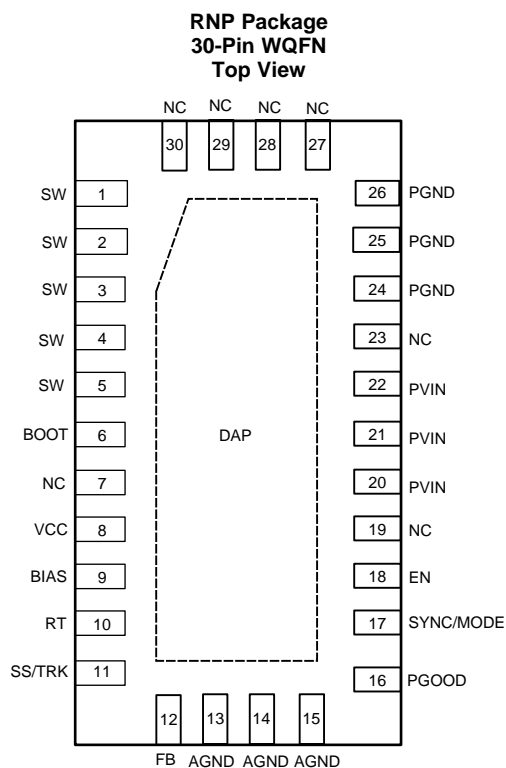 RNP Package
30-Pin WQFN
Top View
NC NC NC NC
30 29 28 27
SW 1 26 PGND
SW 2 25 PGND
SW 3 24 PGND
SW 4 23 NC
SW 5 22 PVIN
BOOT 6 DAP 21 PVIN
NC 7 20 PVIN
VCC 8 19 NC
BIAS 9 18 EN
RT 10 17 SYNC/MODE
SS/TRK 11 16 PGOOD
12 13 14 15
FB AGND AGND AGND